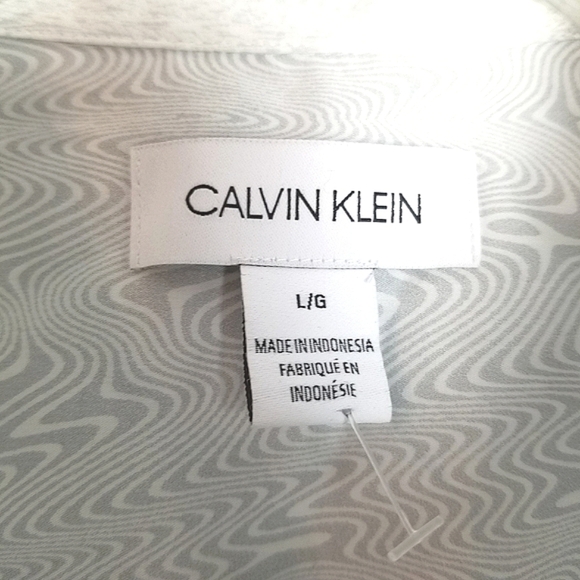 CALVIN KLEIN
L/G
MADE IN INDONESIA
FABRIQUÉ EN
INDONÉSIE